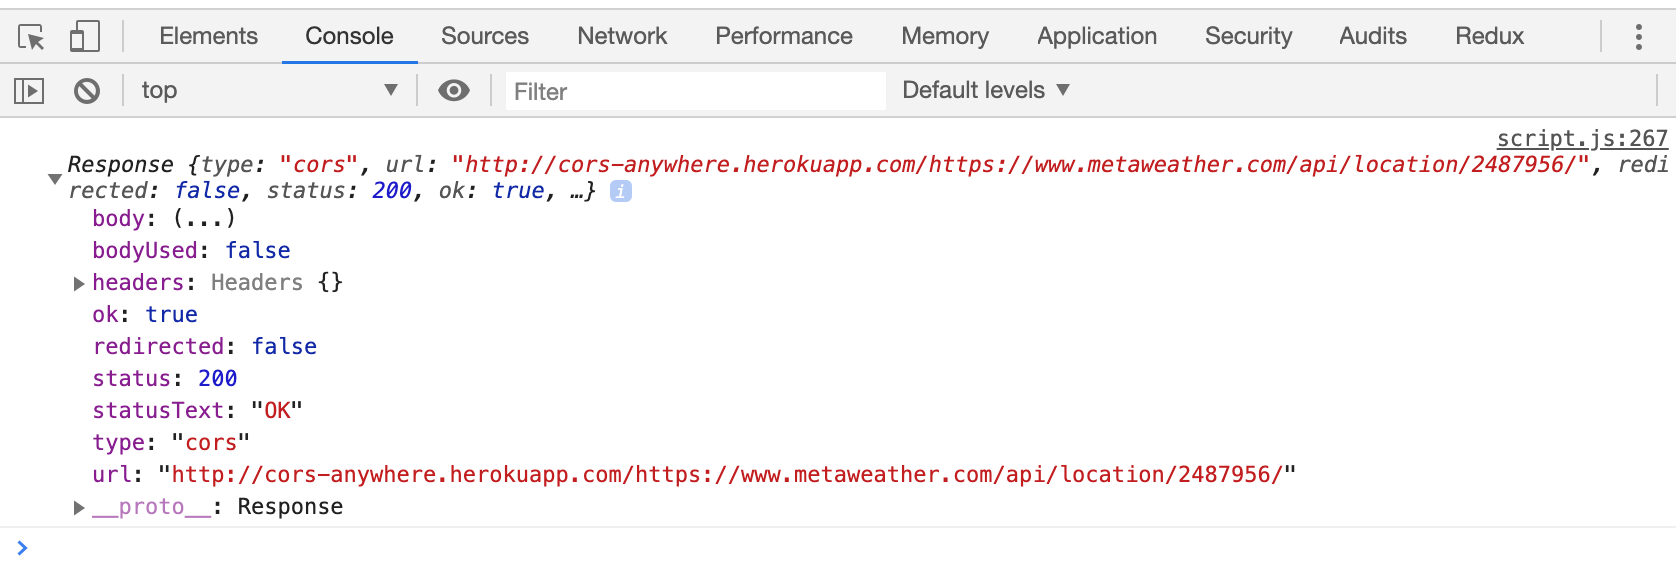 Elements Console Sources Network Performance Memory Application Security Audits Redux
top Filter Default levels
script.js:267
Response {type: "cors", url: "http://cors-anywhere.herokuapp.com/https://www.metaweather.com/api/location/2487956/", redi
rected: false, status: 200, ok: true, …} i
body: (...)
bodyUsed: false
headers: Headers {}
ok: true
redirected: false
status: 200
statusText: "OK"
type: "cors"
url: "http://cors-anywhere.herokuapp.com/https://www.metaweather.com/api/location/2487956/"
__proto__: Response